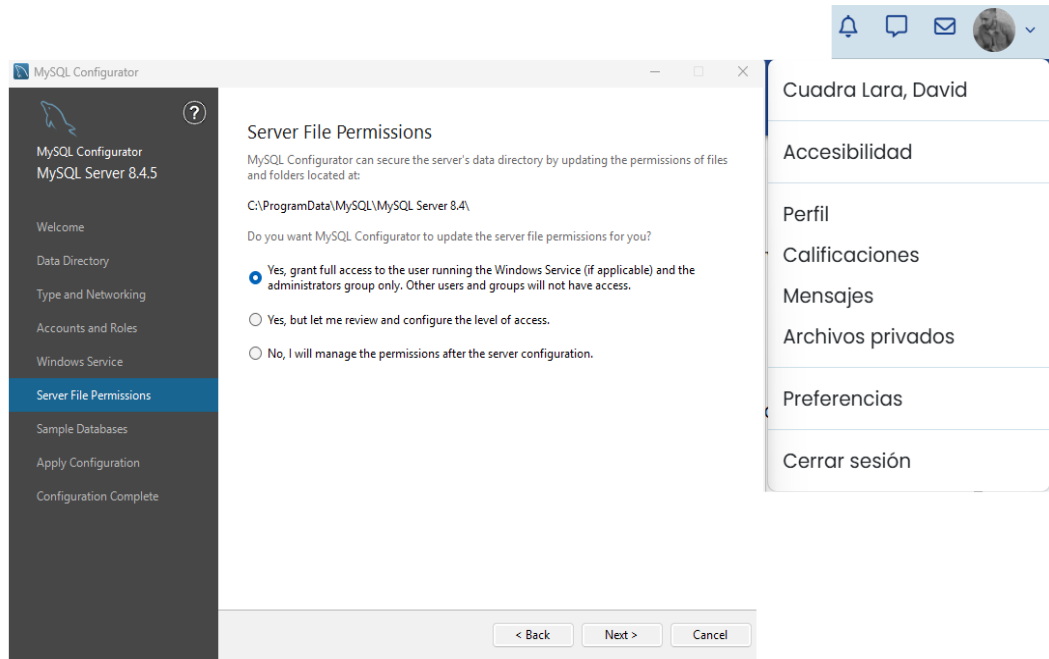 MySQL Configurator
?
MySQL Configurator
MySQL Server 8.4.5
Welcome
Data Directory
Type and Networking
Accounts and Roles
Windows Service
Server File Permissions
Sample Databases
Apply Configuration
Configuration Complete
Server File Permissions
MySQL Configurator can secure the server's data directory by updating the permissions of files
and folders located at:
C:\ProgramData\MySQL\MySQL Server 8.4\
Do you want MySQL Configurator to update the server file permissions for you?
Yes, grant full access to the user running the Windows Service (if applicable) and the
administrators group only. Other users and groups will not have access.
Yes, but let me review and configure the level of access.
No, I will manage the permissions after the server configuration.
< Back
Next >
Cancel
Cuadra Lara, David
Accesibilidad
Perfil
Calificaciones
Mensajes
Archivos privados
Preferencias
Cerrar sesión